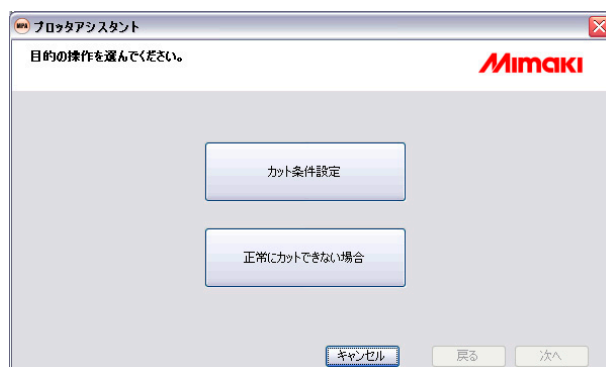 プロッタアシスタント
目的の操作を選んでください。
Mimaki
カット条件設定
正常にカットできない場合
キャンセル
戻る
次へ